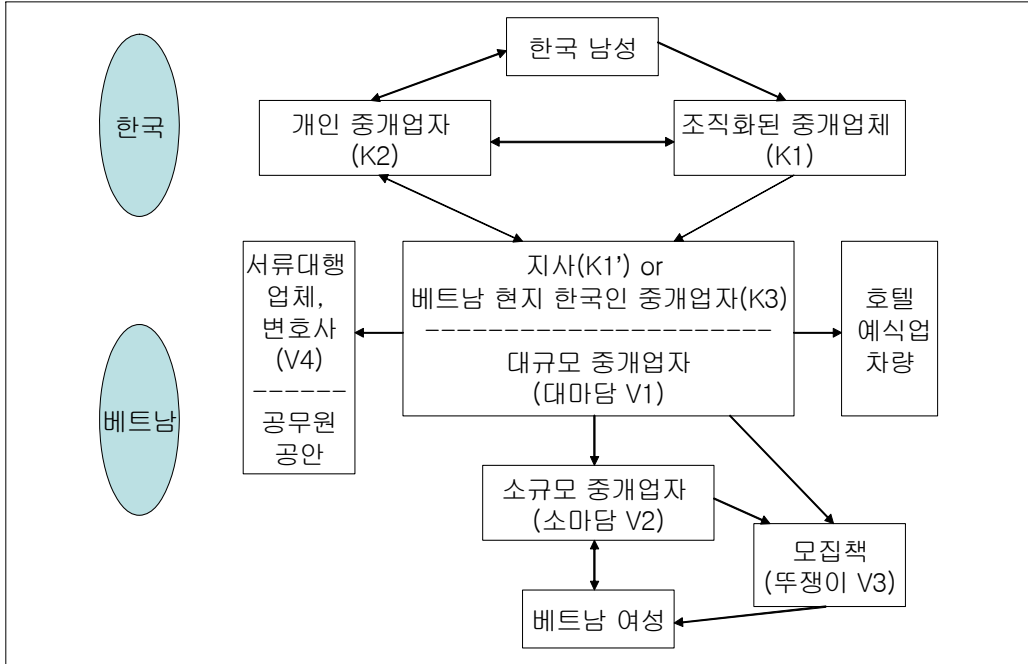 한국 남성
한국
개인 중개업자
(K2)
조직화된 중개업체
(K1)
서류대행
업체,
변호사
(V4)
------
공무원
공안
지사(K1’) or
베트남 현지 한국인 중개업자(K3)
----------------------
대규모 중개업자
(대마담 V1)
호텔
예식업
차량
베트남
소규모 중개업자
(소마담 V2)
모집책
(뚜쟁이 V3)
베트남 여성